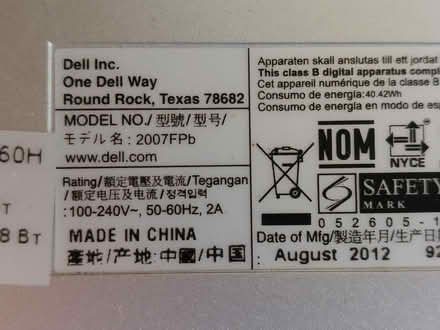 Dell Inc.
One Dell Way
Round Rock, Texas 78682
MODEL NO./型號/型号/
モデル名: 2007FPb
www.dell.com
Rating/額定電壓及電流/Tegangan
/额定电压及电流/정격입력
:100-240V~, 50-60Hz, 2A
MADE IN CHINA
產地/产地:中國/中国
60H
8 Вт
Apparaten skall anslutas till ett jordat
This class B digital apparatus compl
Cet appareil numérique de la classe B
Consumo de energía:40.42Wh
Consumo de energía en modo de es
NOM
NYCE
S
SAFETY
MARK
052605-1
Date of Mfg/製造年月/生产日
August 2012
92